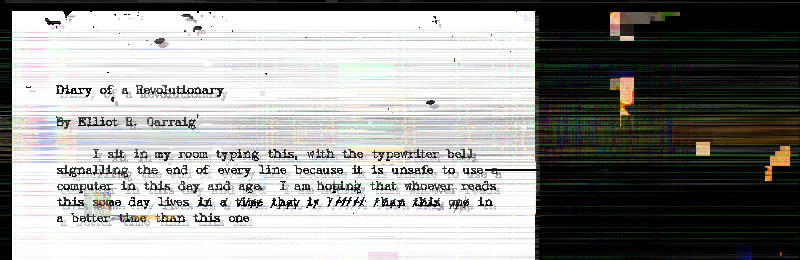 Diary of a Revolutionary
By Elliot R. Carraig
I sit in my room typing this, with the typewriter bell
signalling the end of every line because it is unsafe to use a
computer in this day and age. I am hoping that whoever reads
this some day lives in a time that is than this one in
a better time than this one